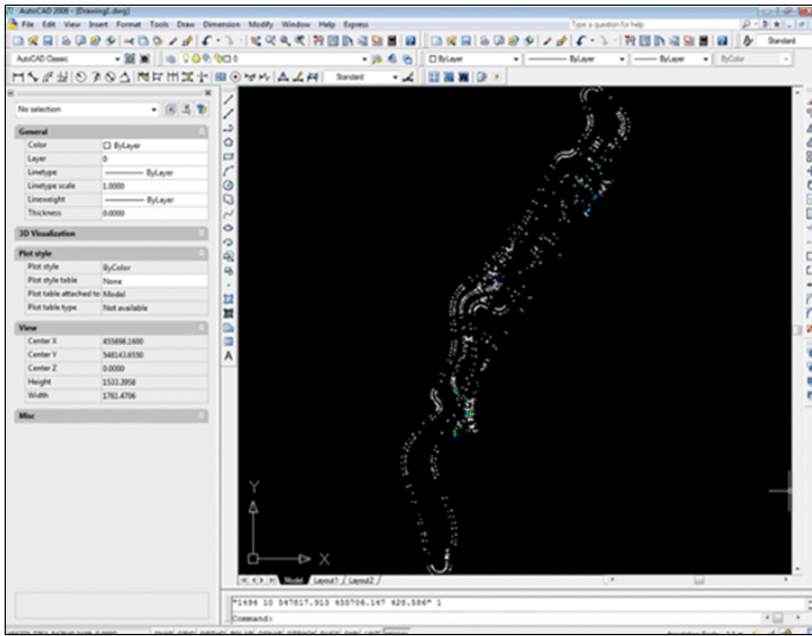 AutoCAD 2008 - [Drawing1.dwg]
File Edit View Insert Format Tools Draw Dimension Modify Window Help Express
Type a question for help
Standard
AutoCAD Classic
0
ByLayer
ByLayer
ByLayer
ByColor
Standard
No selection
General
Color ByLayer
Layer 0
Linetype ByLayer
Linetype scale 1.0000
Lineweight ByLayer
Thickness 0.0000
3D Visualization
Plot style
Plot style ByColor
Plot style table None
Plot table attached to Model
Plot table type Not available
View
Center X 455898.1600
Center Y 548143.6550
Center Z 0.0000
Height 1533.3958
Width 1761.4706
Misc
A
Y
X
Model Layout1 Layout2
"1494 10 547817.913 455706.147 428.586" 1
Command: